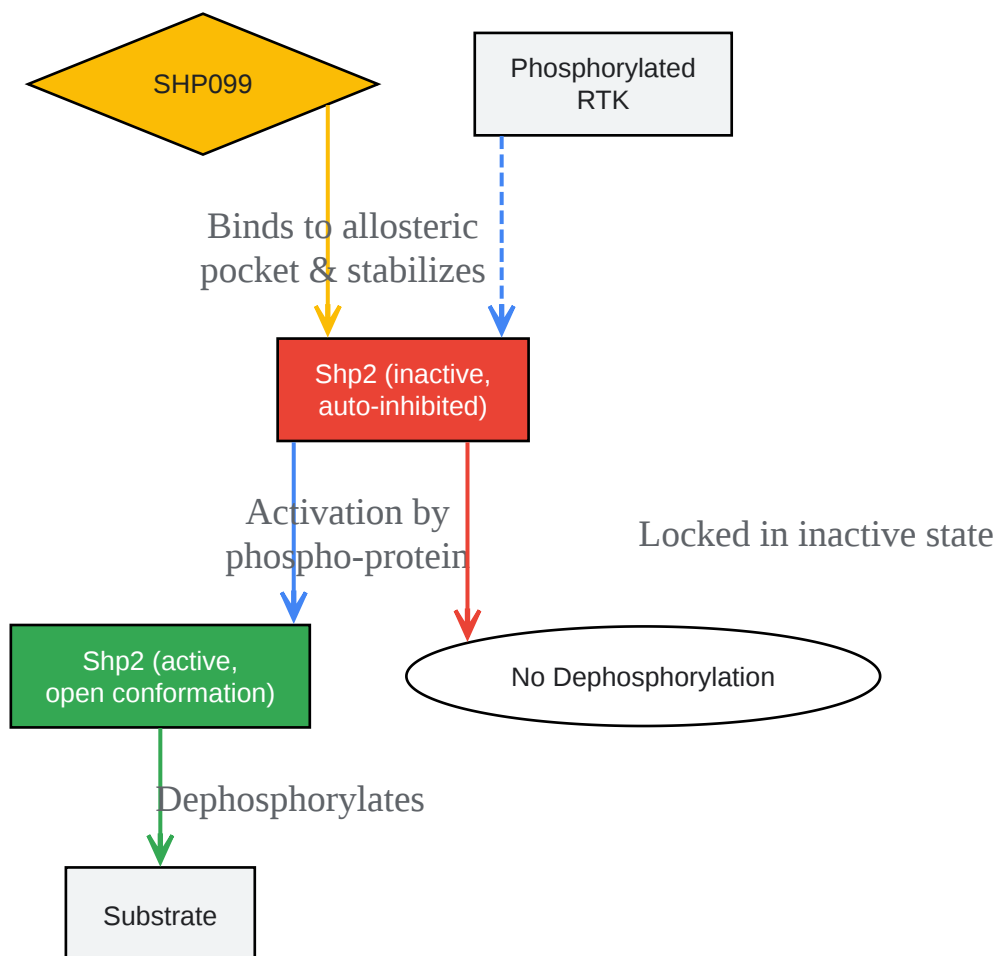 SHP099
Phosphorylated
RTK
Binds to allosteric
pocket & stabilizes
Shp2 (inactive,
auto-inhibited)
Activation by
phospho-protein
Locked in inactive state
Shp2 (active,
open conformation)
No Dephosphorylation
Dephosphorylates
Substrate